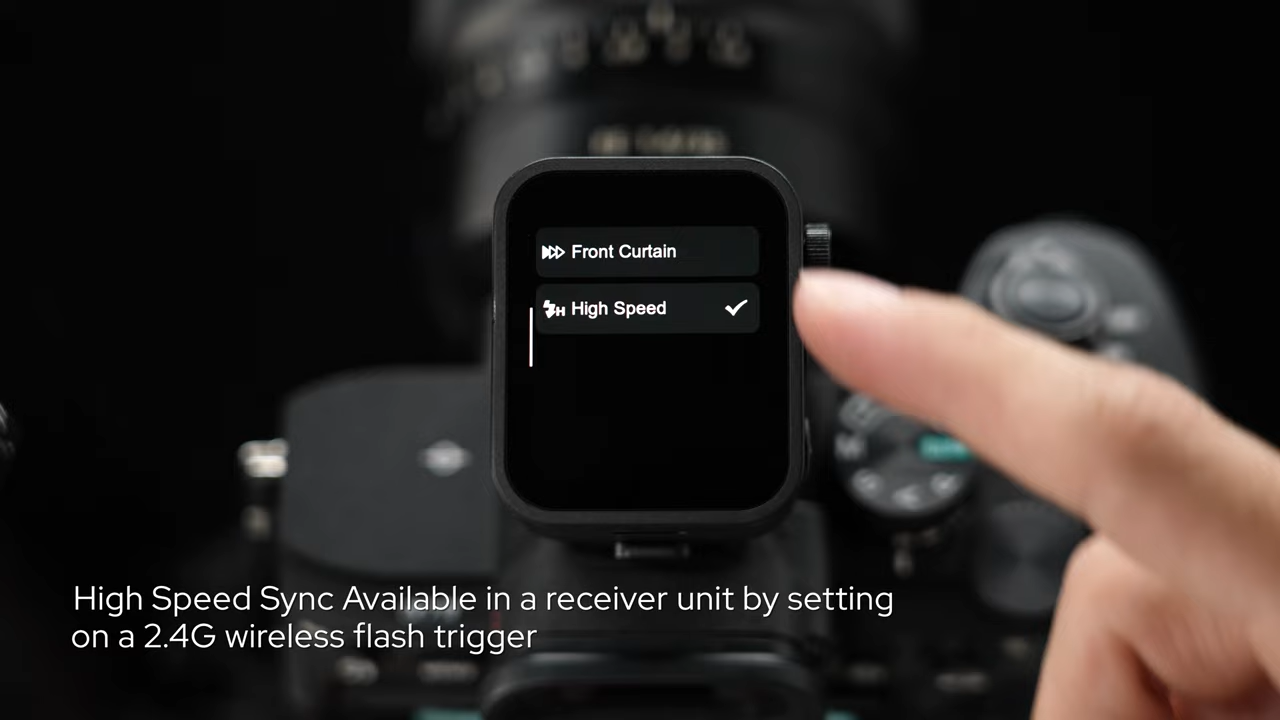 Front Curtain
High Speed
High Speed Sync Available in a receiver unit by setting
on a 2.4G wireless flash trigger